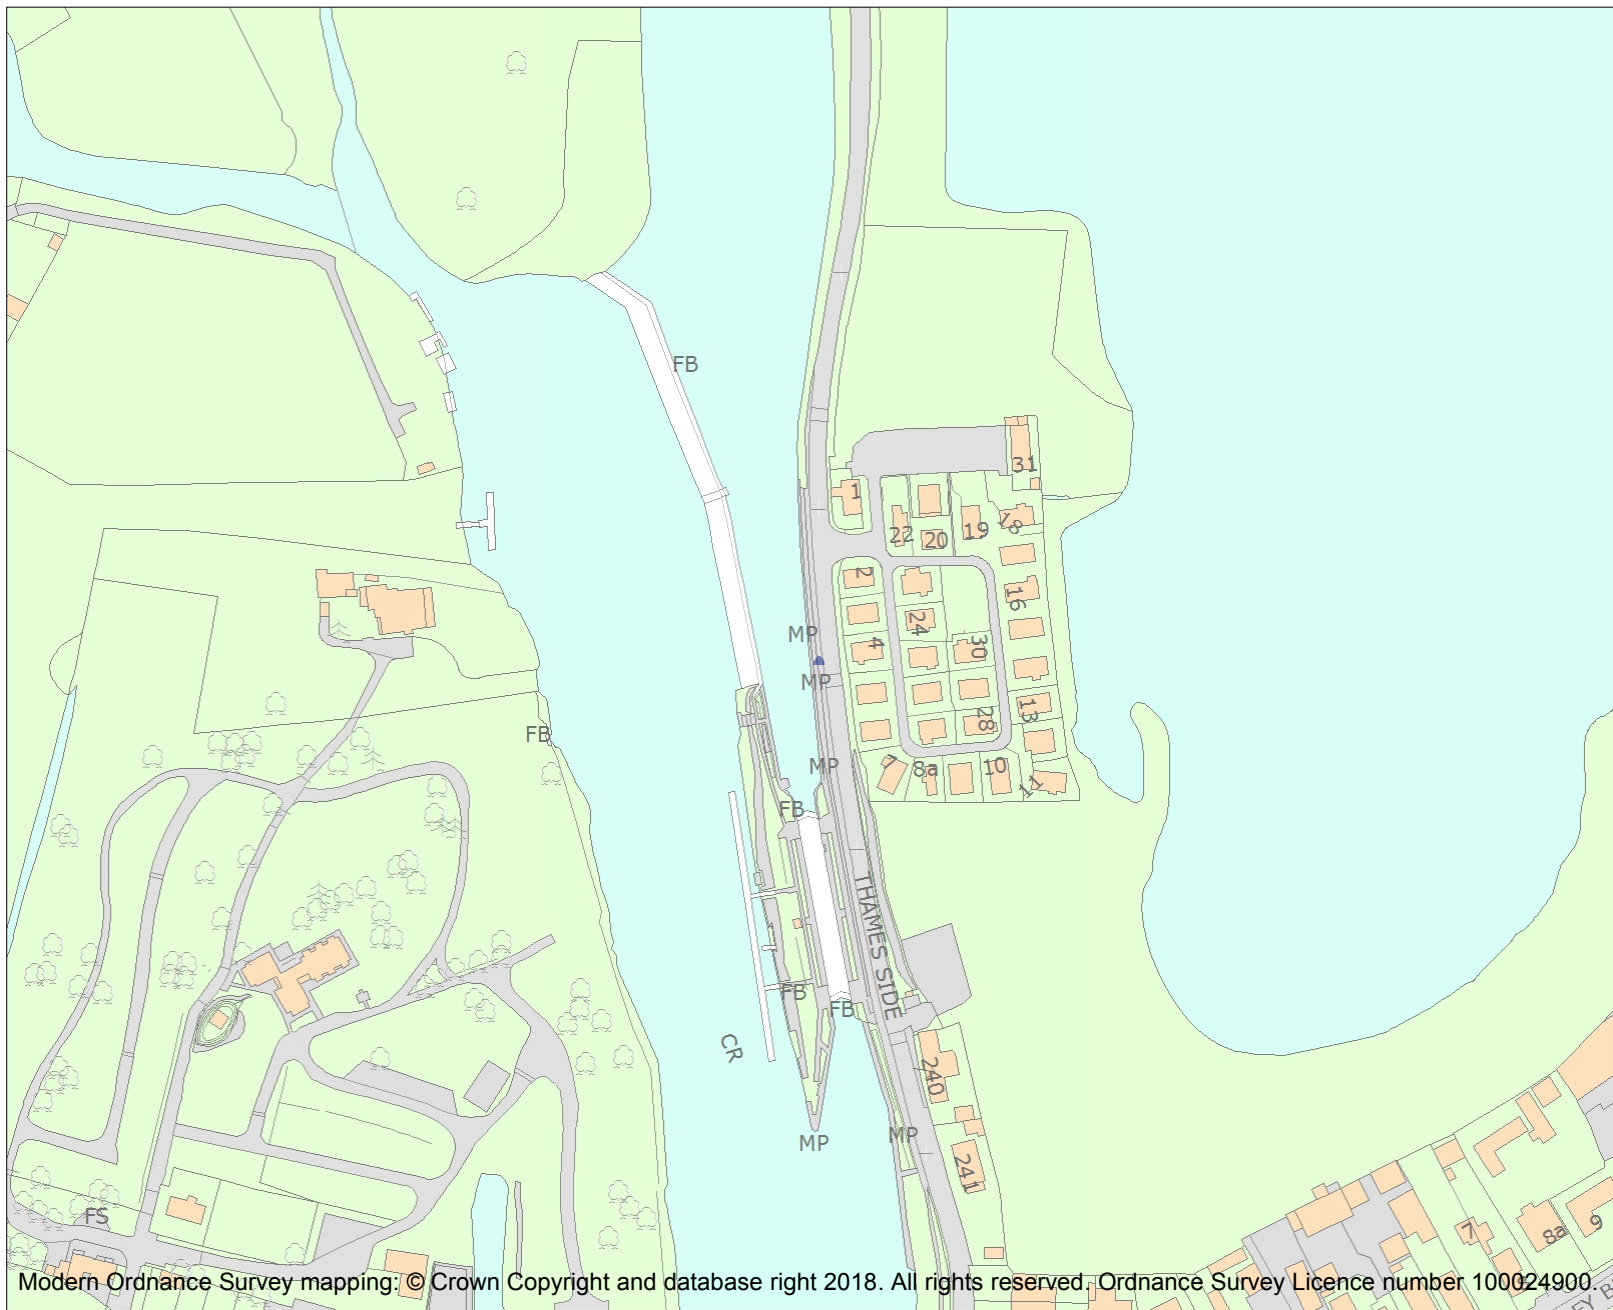 FB
31
1
22
20
19
18
2
16
24
4
30
MP
MP
13
28
FB
7
8a
10
11
MP
FB
THAMES SIDE
FB
FB
CR
240
MP
MP
241
FS
7
8a
9
Modern Ordnance Survey mapping: © Crown Copyright and database right 2018. All rights reserved. Ordnance Survey Licence number 100024900.